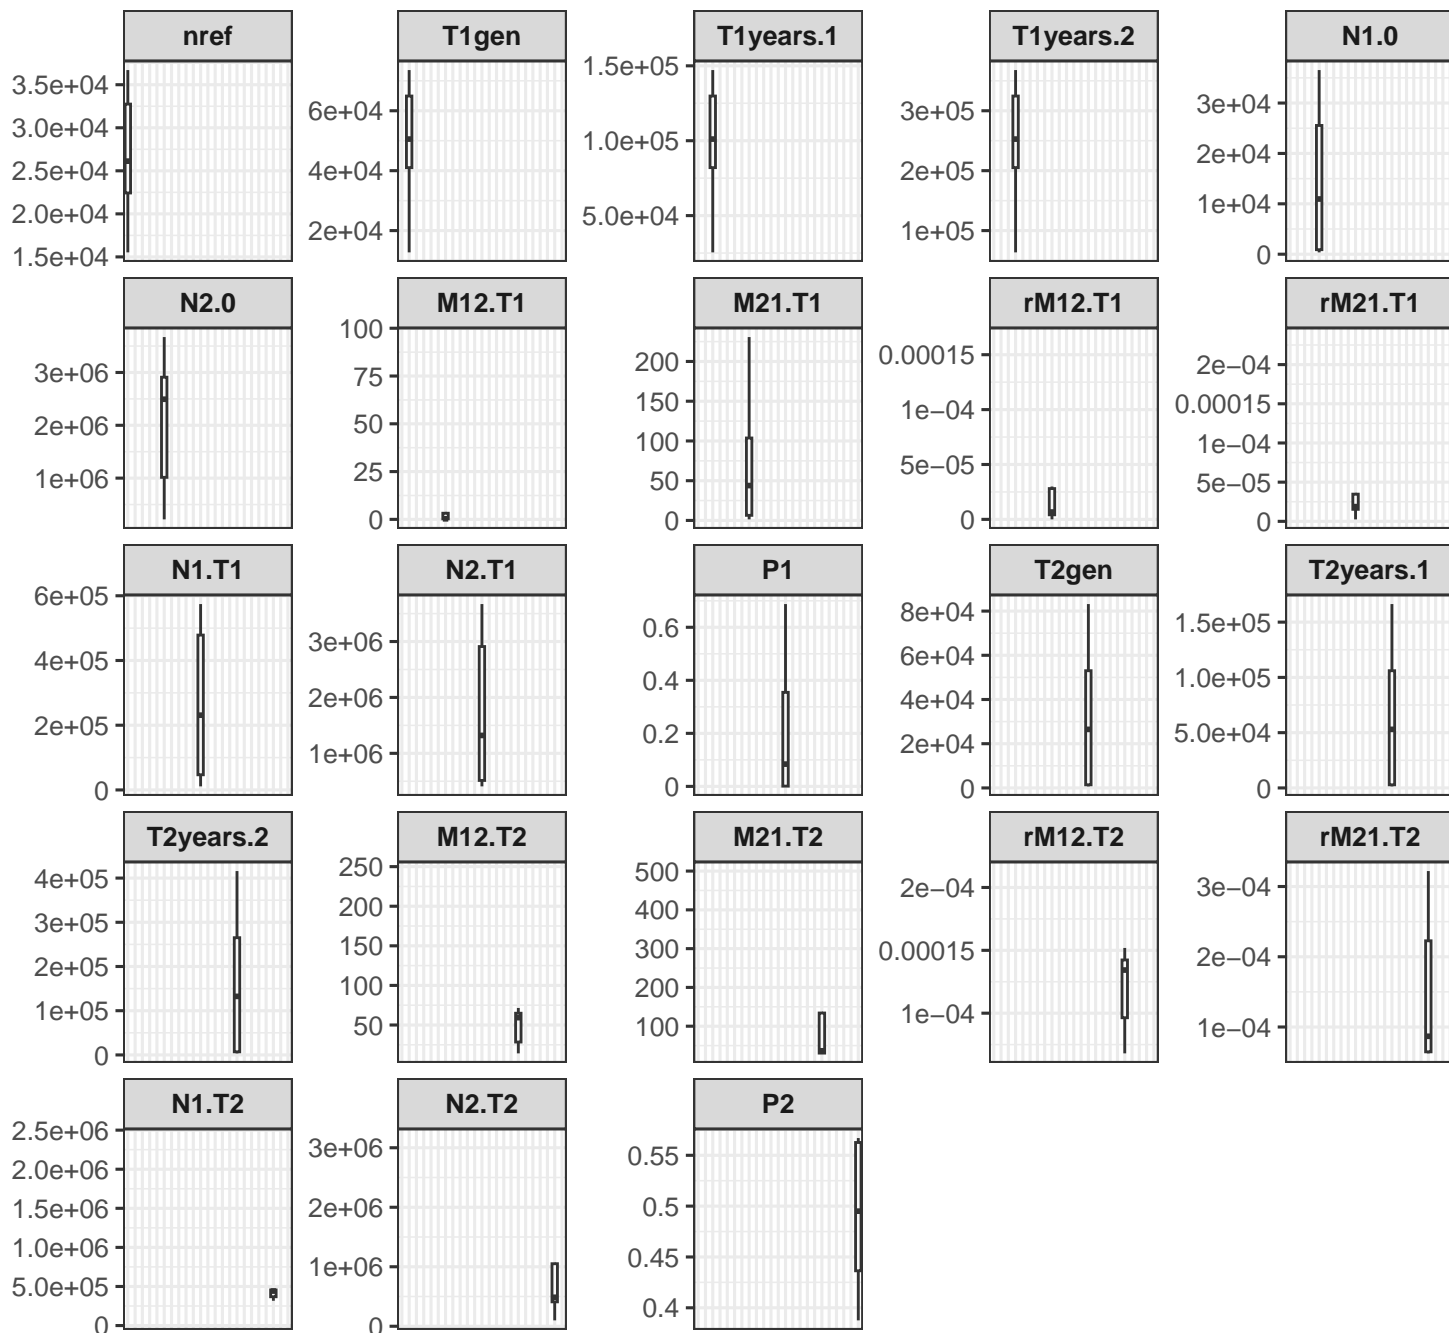 nref T1gen T1years.1 T1years.2 N1.0
3.5e+04
3.0e+04
2.5e+04
2.0e+04
1.5e+04
6e+04
4e+04
2e+04
1.5e+05
1.0e+05
5.0e+04
3e+05
2e+05
1e+05
3e+04
2e+04
1e+04
0
N2.0 M12.T1 M21.T1 rM12.T1 rM21.T1
3e+06
2e+06
1e+06
100
75
50
25
0
200
150
100
50
0
0.00015
1e−04
5e−05
0
2e−04
0.00015
1e−04
5e−05
0
N1.T1 N2.T1 P1 T2gen T2years.1
6e+05
4e+05
2e+05
0
3e+06
2e+06
1e+06
0.6
0.4
0.2
0
8e+04
6e+04
4e+04
2e+04
0
1.5e+05
1.0e+05
5.0e+04
0
T2years.2 M12.T2 M21.T2 rM12.T2 rM21.T2
4e+05
3e+05
2e+05
1e+05
0
250
200
150
100
50
500
400
300
200
100
2e−04
0.00015
1e−04
3e−04
2e−04
1e−04
N1.T2 N2.T2 P2
2.5e+06
2.0e+06
1.5e+06
1.0e+06
5.0e+05
0
3e+06
2e+06
1e+06
0
0.55
0.5
0.45
0.4